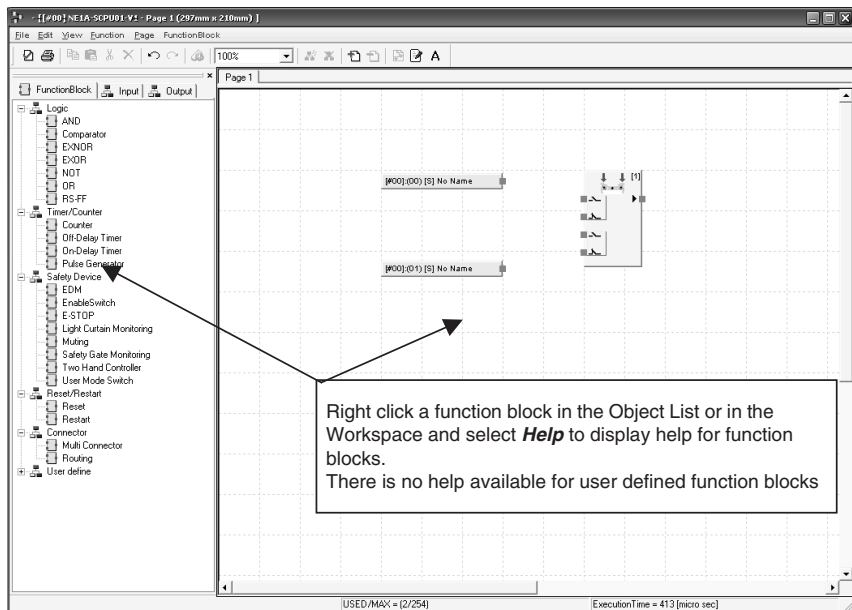 - [[#00] NE1A-SCPU01-V1 - Page 1 (297mm x 210mm) ]
File Edit View Function Page FunctionBlock
100%
A
FunctionBlock Input Output
Page 1
Logic
AND
Comparator
EXNOR
EXOR
NOT
OR
RS-FF
Timer/Counter
Counter
Off-Delay Timer
On-Delay Timer
Pulse Generator
Safety Device
EDM
EnableSwitch
E-STOP
Light Curtain Monitoring
Muting
Safety Gate Monitoring
Two Hand Controller
User Mode Switch
Reset/Restart
Reset
Restart
Connector
Multi Connector
Routing
User define
[#00]:(00) [S] No Name
[1]
[#00]:(01) [S] No Name
Right click a function block in the Object List or in the
Workspace and select Help to display help for function
blocks.
There is no help available for user defined function blocks
USED/MAX = (2/254)
ExecutionTime = 413 [micro sec]